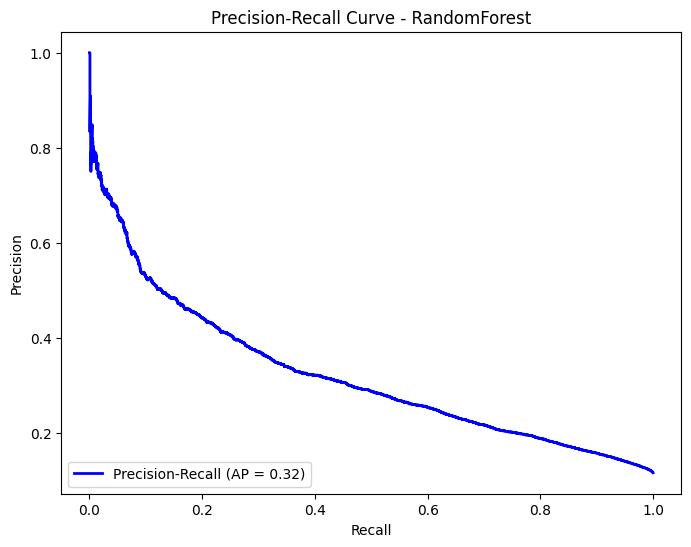 Precision-Recall Curve - RandomForest
1.0
0.8
0.6
0.4
0.2
Precision
Precision-Recall (AP = 0.32)
0.0 0.2 0.4 0.6 0.8 1.0
Recall